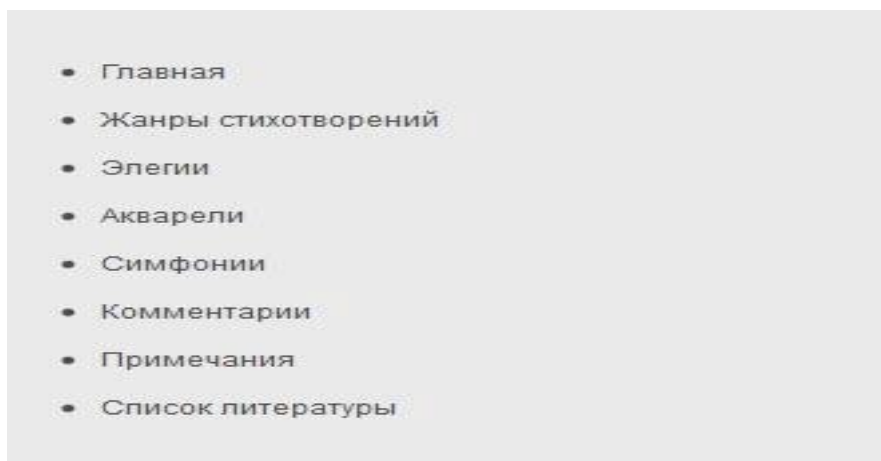 Главная
Жанры стихотворений
Элегии
Акварели
Симфонии
Комментарии
Примечания
Список литературы